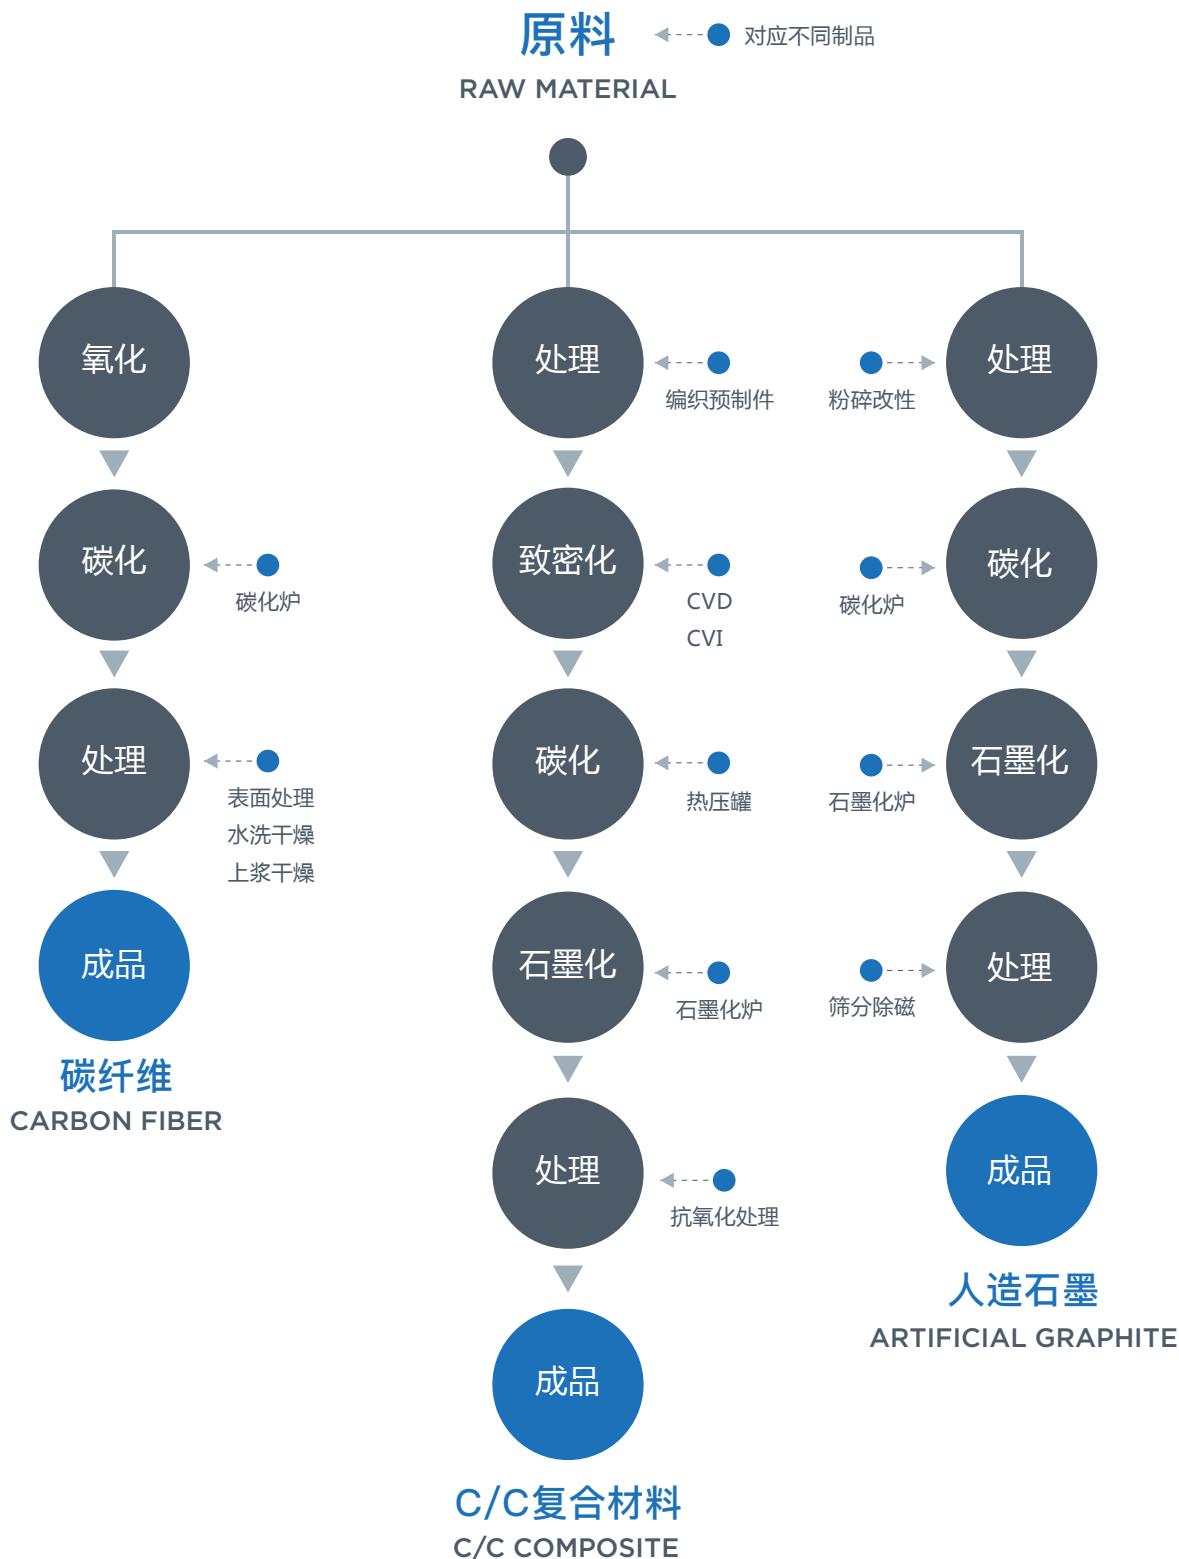 原料
对应不同制品
RAW MATERIAL
氧化
碳化
碳化炉
处理
表面处理
水洗干燥
上浆干燥
成品
碳纤维
CARBON FIBER
处理
编织预制件
致密化
CVD
CVI
碳化
热压罐
石墨化
石墨化炉
处理
抗氧化处理
成品
C/C复合材料
C/C COMPOSITE
处理
粉碎改性
碳化
碳化炉
石墨化
石墨化炉
处理
筛分除磁
成品
人造石墨
ARTIFICIAL GRAPHITE